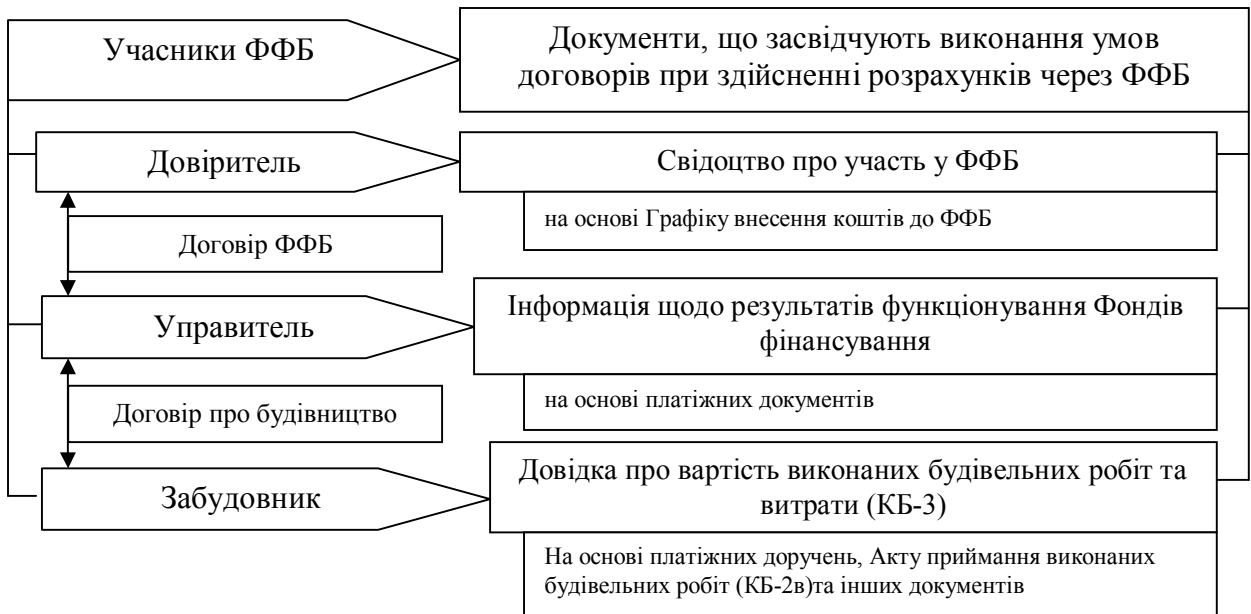 Учасники ФФБ
Документи, що засвідчують виконання умов
договорів при здійсненні розрахунків через ФФБ
Довіритель
Свідоцтво про участь у ФФБ
на основі Графіку внесення коштів до ФФБ
Договір ФФБ
Управитель
Інформація щодо результатів функціонування Фондів
фінансування
на основі платіжних документів
Договір про будівництво
Забудовник
Довідка про вартість виконаних будівельних робіт та
витрати (КБ-3)
На основі платіжних доручень, Акту приймання виконаних
будівельних робіт (КБ-2в)та інших документів